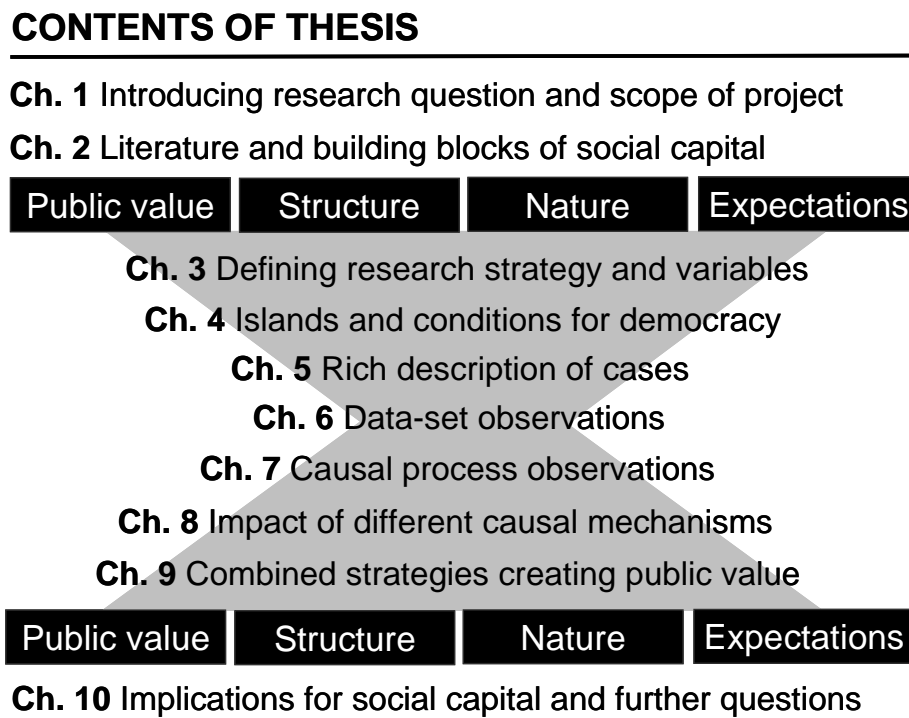 CONTENTS OF THESIS
Ch. 1 Introducing research question and scope of project
Ch. 2 Literature and building blocks of social capital
Public value Structure Nature Expectations
Ch. 3 Defining research strategy and variables
Ch. 4 Islands and conditions for democracy
Ch. 5 Rich description of cases
Ch. 6 Data-set observations
Ch. 7 Causal process observations
Ch. 8 Impact of different causal mechanisms
Ch. 9 Combined strategies creating public value
Public value Structure Nature Expectations
Ch. 10 Implications for social capital and further questions